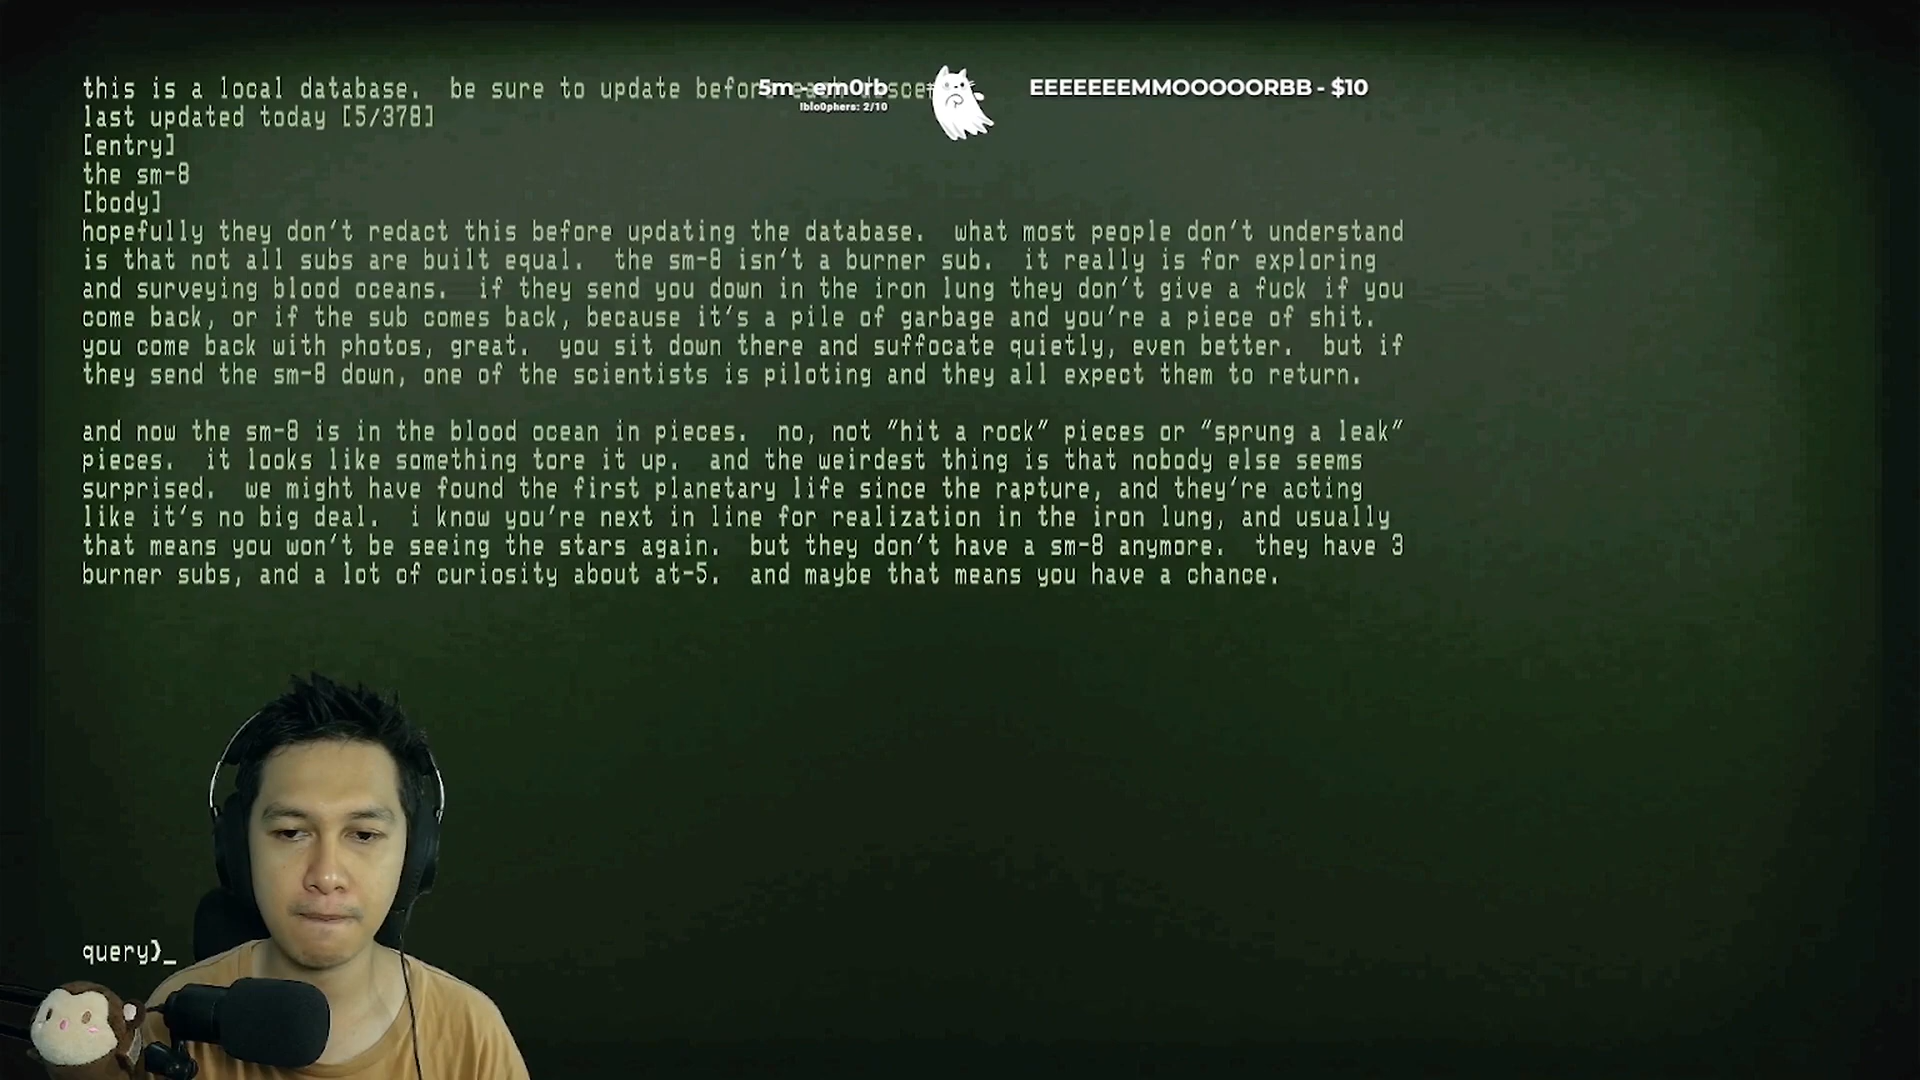 this is a local database.  be sure to update before each
last updated today [5/378]
5m - em0rb
!blo0phers: 2/10
EEEEEEEMMOOOOORBB - $10
[entry]
the sm-8
[body]
hopefully they don't redact this before updating the database.  what most people don't understand
is that not all subs are built equal.  the sm-8 isn't a burner sub.  it really is for exploring
and surveying blood oceans.  if they send you down in the iron lung they don't give a fuck if you
come back, or if the sub comes back, because it's a pile of garbage and you're a piece of shit.
you come back with photos, great.  you sit down there and suffocate quietly, even better.  but if
they send the sm-8 down, one of the scientists is piloting and they all expect them to return.
and now the sm-8 is in the blood ocean in pieces.  no, not "hit a rock" pieces or "sprung a leak"
pieces.  it looks like something tore it up.  and the weirdest thing is that nobody else seems
surprised.  we might have found the first planetary life since the rapture, and they're acting
like it's no big deal.  i know you're next in line for realization in the iron lung, and usually
that means you won't be seeing the stars again.  but they don't have a sm-8 anymore.  they have 3
burner subs, and a lot of curiosity about at-5.  and maybe that means you have a chance.
query}_